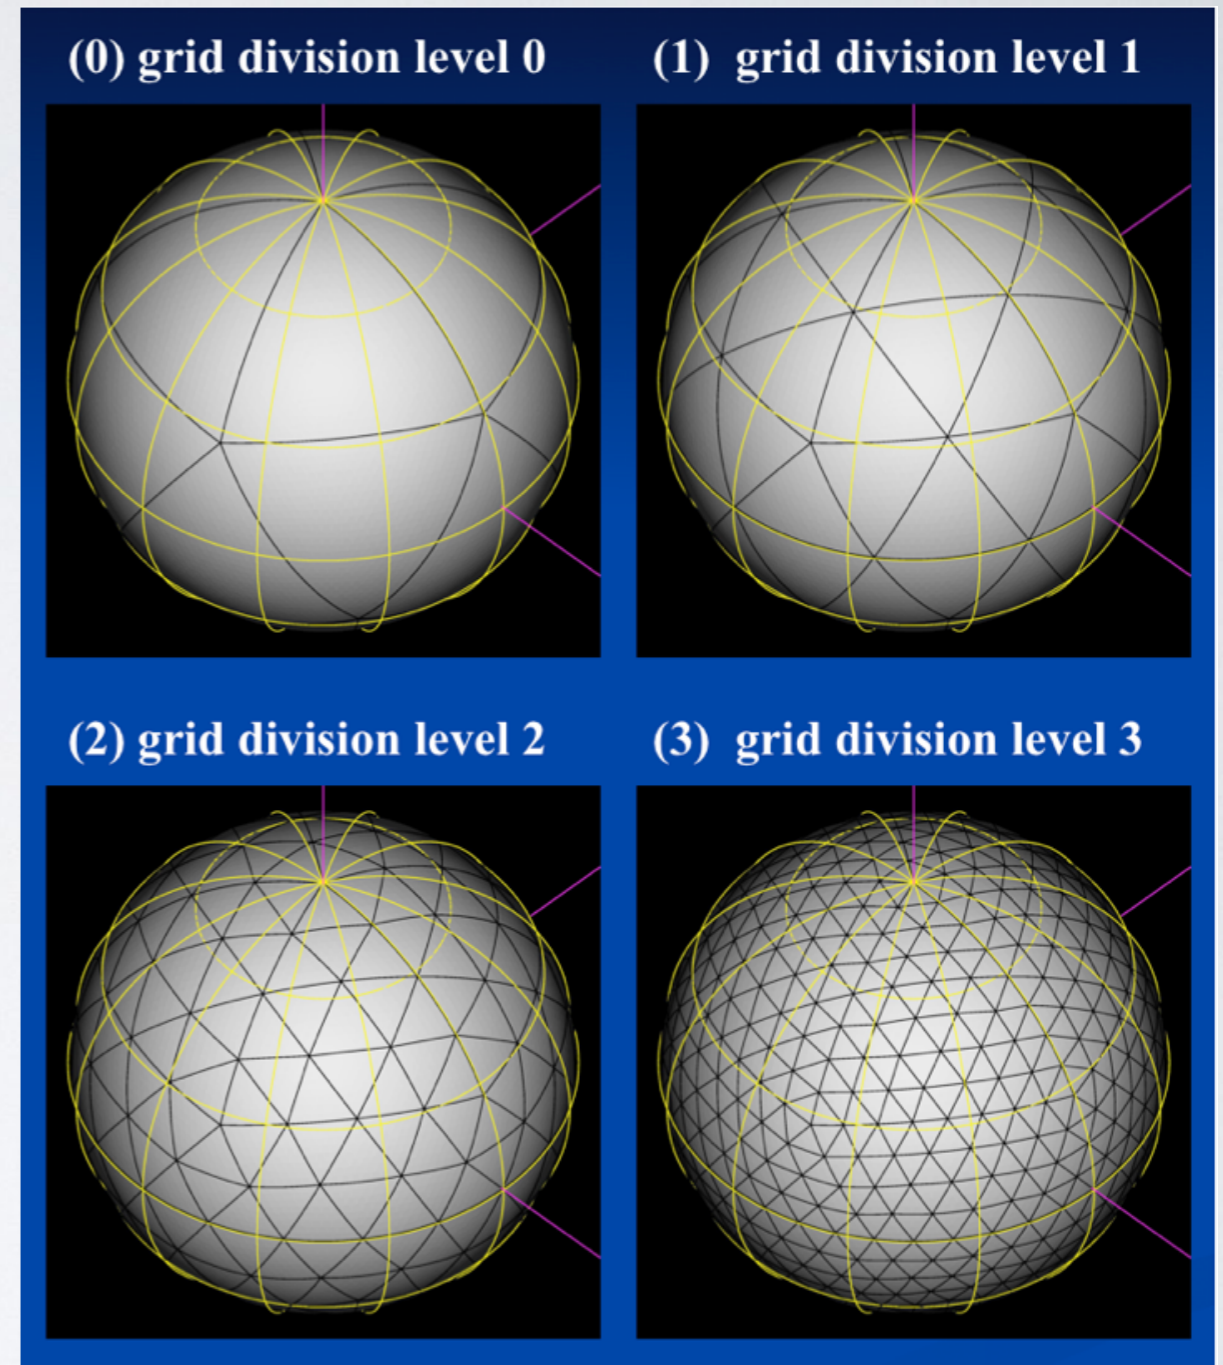 (0) grid division level 0
(1) grid division level 1
(2) grid division level 2
(3) grid division level 3